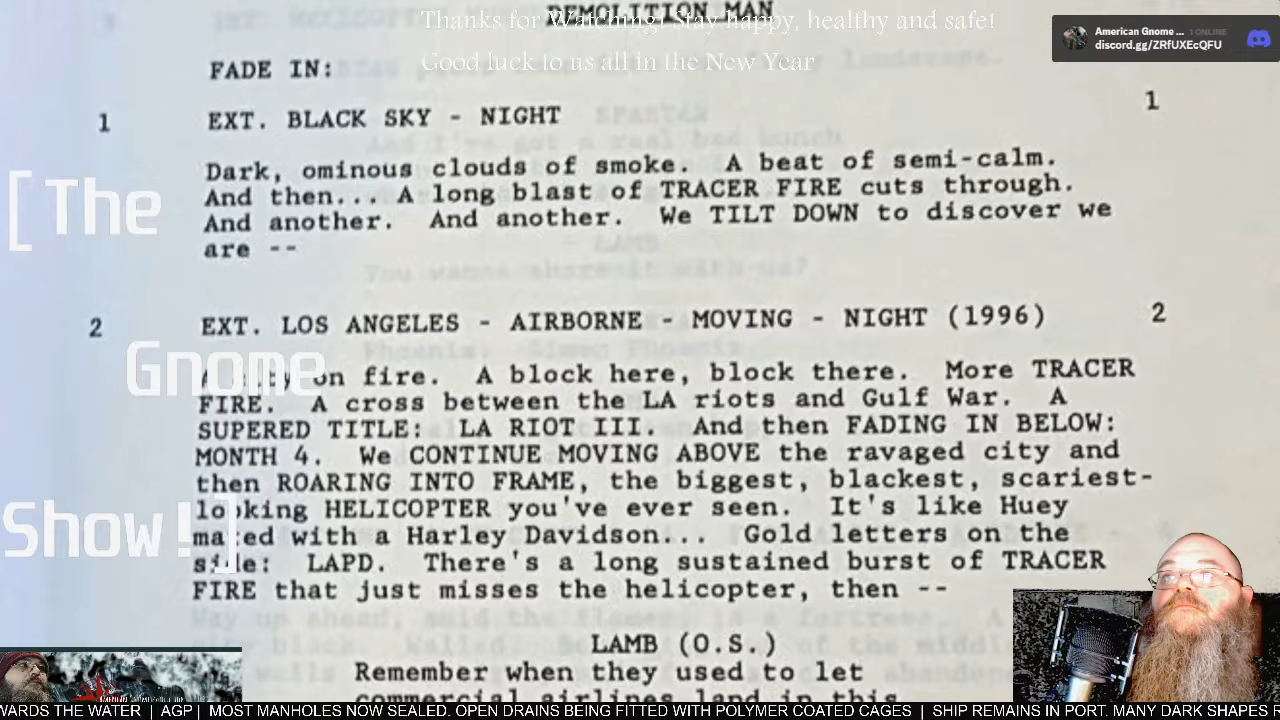 DEMOLITION MAN
Thanks for Watching! Stay happy, healthy and safe!
Good luck to us all in the New Year
American Gnome ... 1 ONLINE
discord.gg/ZRfUXEcQFU
FADE IN:
1 EXT. BLACK SKY - NIGHT 1
Dark, ominous clouds of smoke. A beat of semi-calm.
And then... A long blast of TRACER FIRE cuts through.
And another. And another. We TILT DOWN to discover we
are --
[The
2 EXT. LOS ANGELES - AIRBORNE - MOVING - NIGHT (1996) 2
Gnome
A city on fire. A block here, block there. More TRACER
FIRE. A cross between the LA riots and Gulf War. A
SUPERED TITLE: LA RIOT III. And then FADING IN BELOW:
MONTH 4. We CONTINUE MOVING ABOVE the ravaged city and
then ROARING INTO FRAME, the biggest, blackest, scariest-
looking HELICOPTER you've ever seen. It's like Huey
Show!]
mated with a Harley Davidson... Gold letters on the
side: LAPD. There's a long sustained burst of TRACER
FIRE that just misses the helicopter, then --
LAMB (O.S.)
Remember when they used to let
commercial airlines land in this
WARDS THE WATER | AGP| MOST MANHOLES NOW SEALED. OPEN DRAINS BEING FITTED WITH POLYMER COATED CAGES | SHIP REMAINS IN PORT. MANY DARK SHAPES